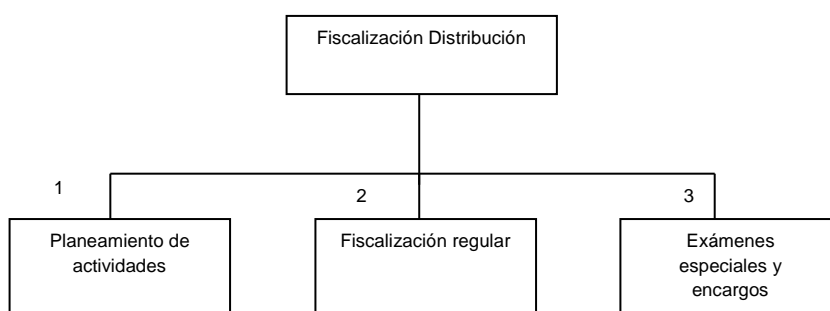 Fiscalización Distribución
1
2
3
Planeamiento de
actividades
Fiscalización regular
Exámenes
especiales y
encargos